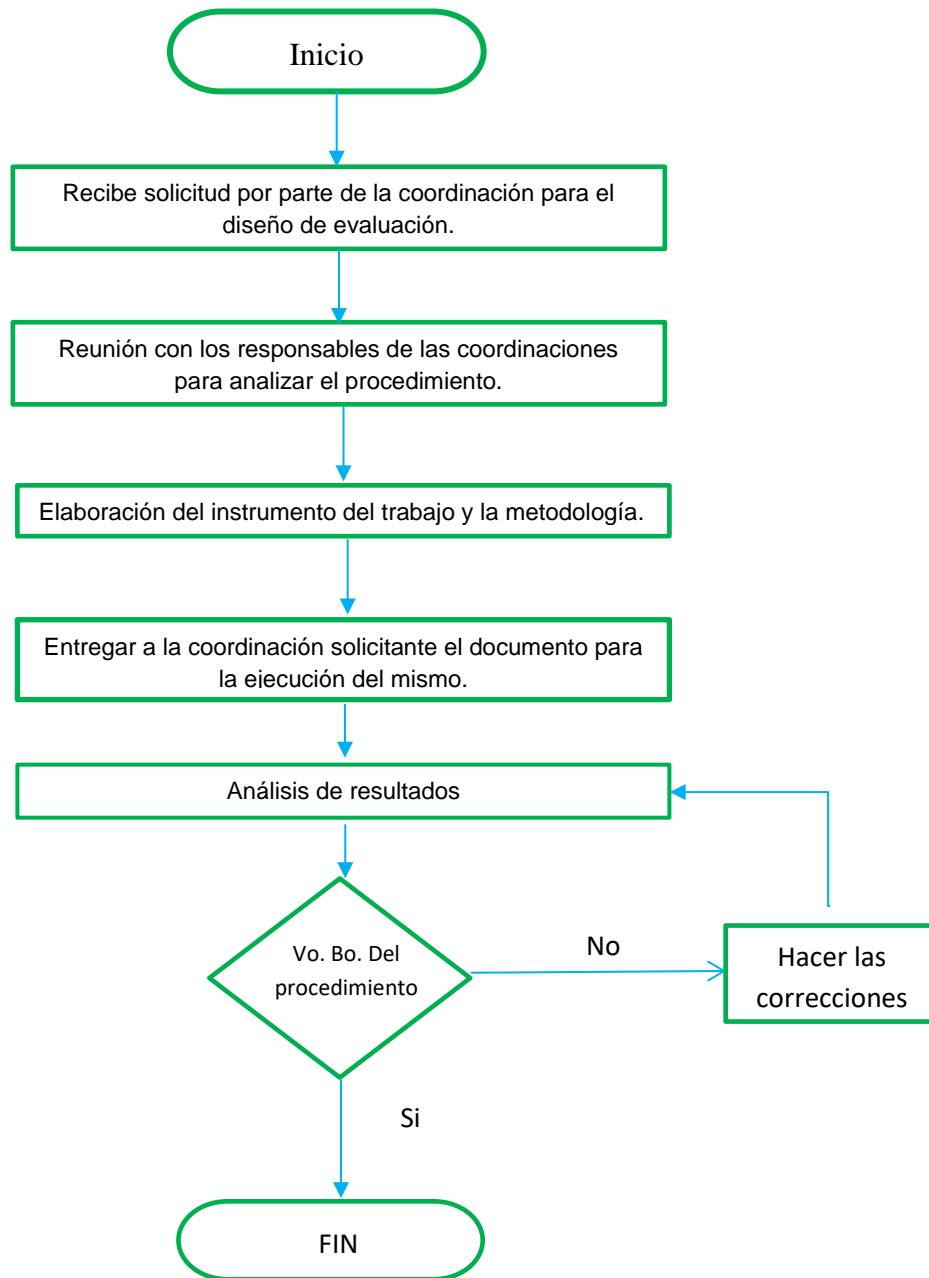 Inicio
Recibe solicitud por parte de la coordinación para el
diseño de evaluación.
Reunión con los responsables de las coordinaciones
para analizar el procedimiento.
Elaboración del instrumento del trabajo y la metodología.
Entregar a la coordinación solicitante el documento para
la ejecución del mismo.
Análisis de resultados
Vo. Bo. Del
procedimiento
No
Hacer las
correcciones
Si
FIN